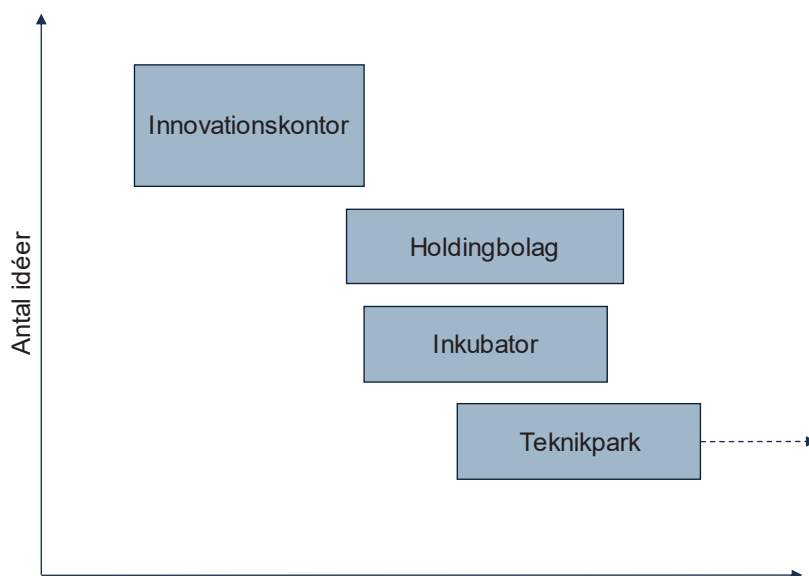 Innovationskontor
Holdingbolag
Antal idéer
Inkubator
Teknikpark